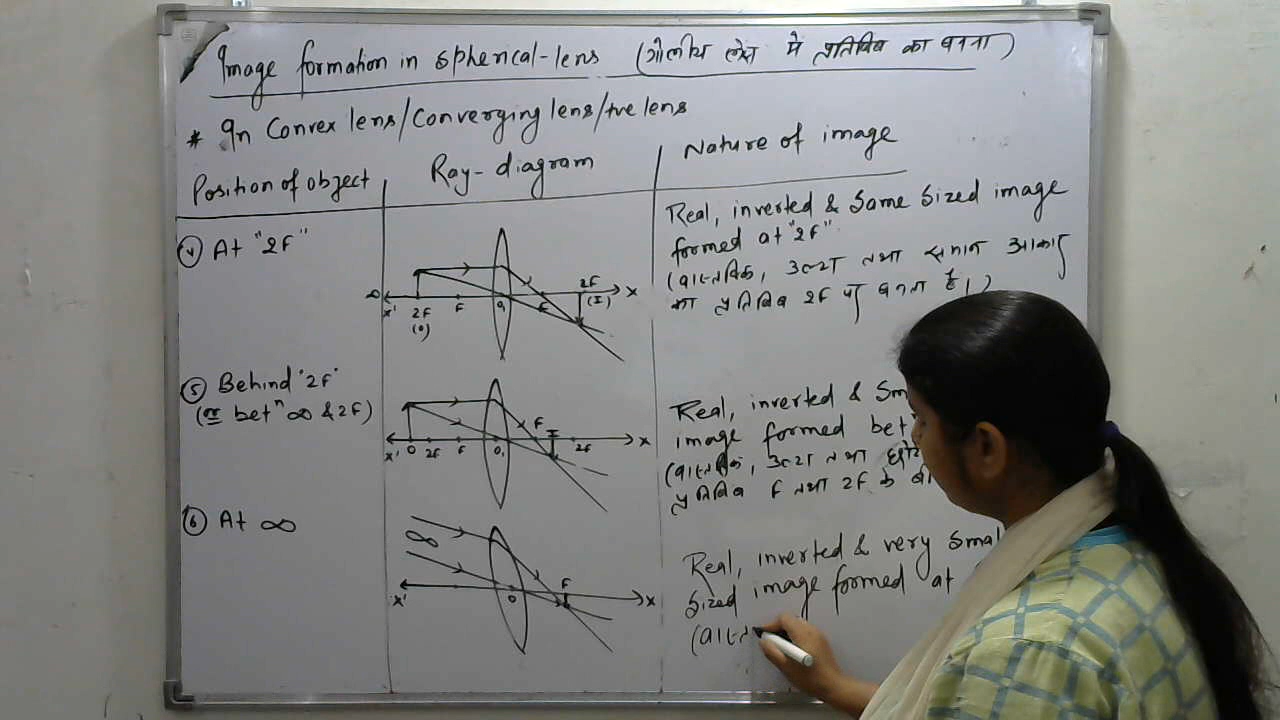 Image formation in spherical-lens (गोलीय लेंस में प्रतिबिंब का बनना)
* In Convex lens/Converging lens/+ve lens
Position of object
Ray-diagram
Nature of image
④ At "2F"
∞ X' 2F (O) F O, F 2F (I) X
Real, inverted & Same Sized image
formed at "2F"
(वास्तविक, उल्टा तथा समान आकार
का प्रतिबिंब 2F पर बनता है।)
⑤ Behind "2F"
(or betⁿ ∞ & 2F)
X' O 2F F O, F I 2F X
Real, inverted & Sm
image formed bet
(वास्तविक, उल्टा तथा छोटे
प्रतिबिंब F तथा 2F के बी
⑥ At ∞
∞ X' O F X
Real, inverted & very Smal
Sized image formed at
(वास्त